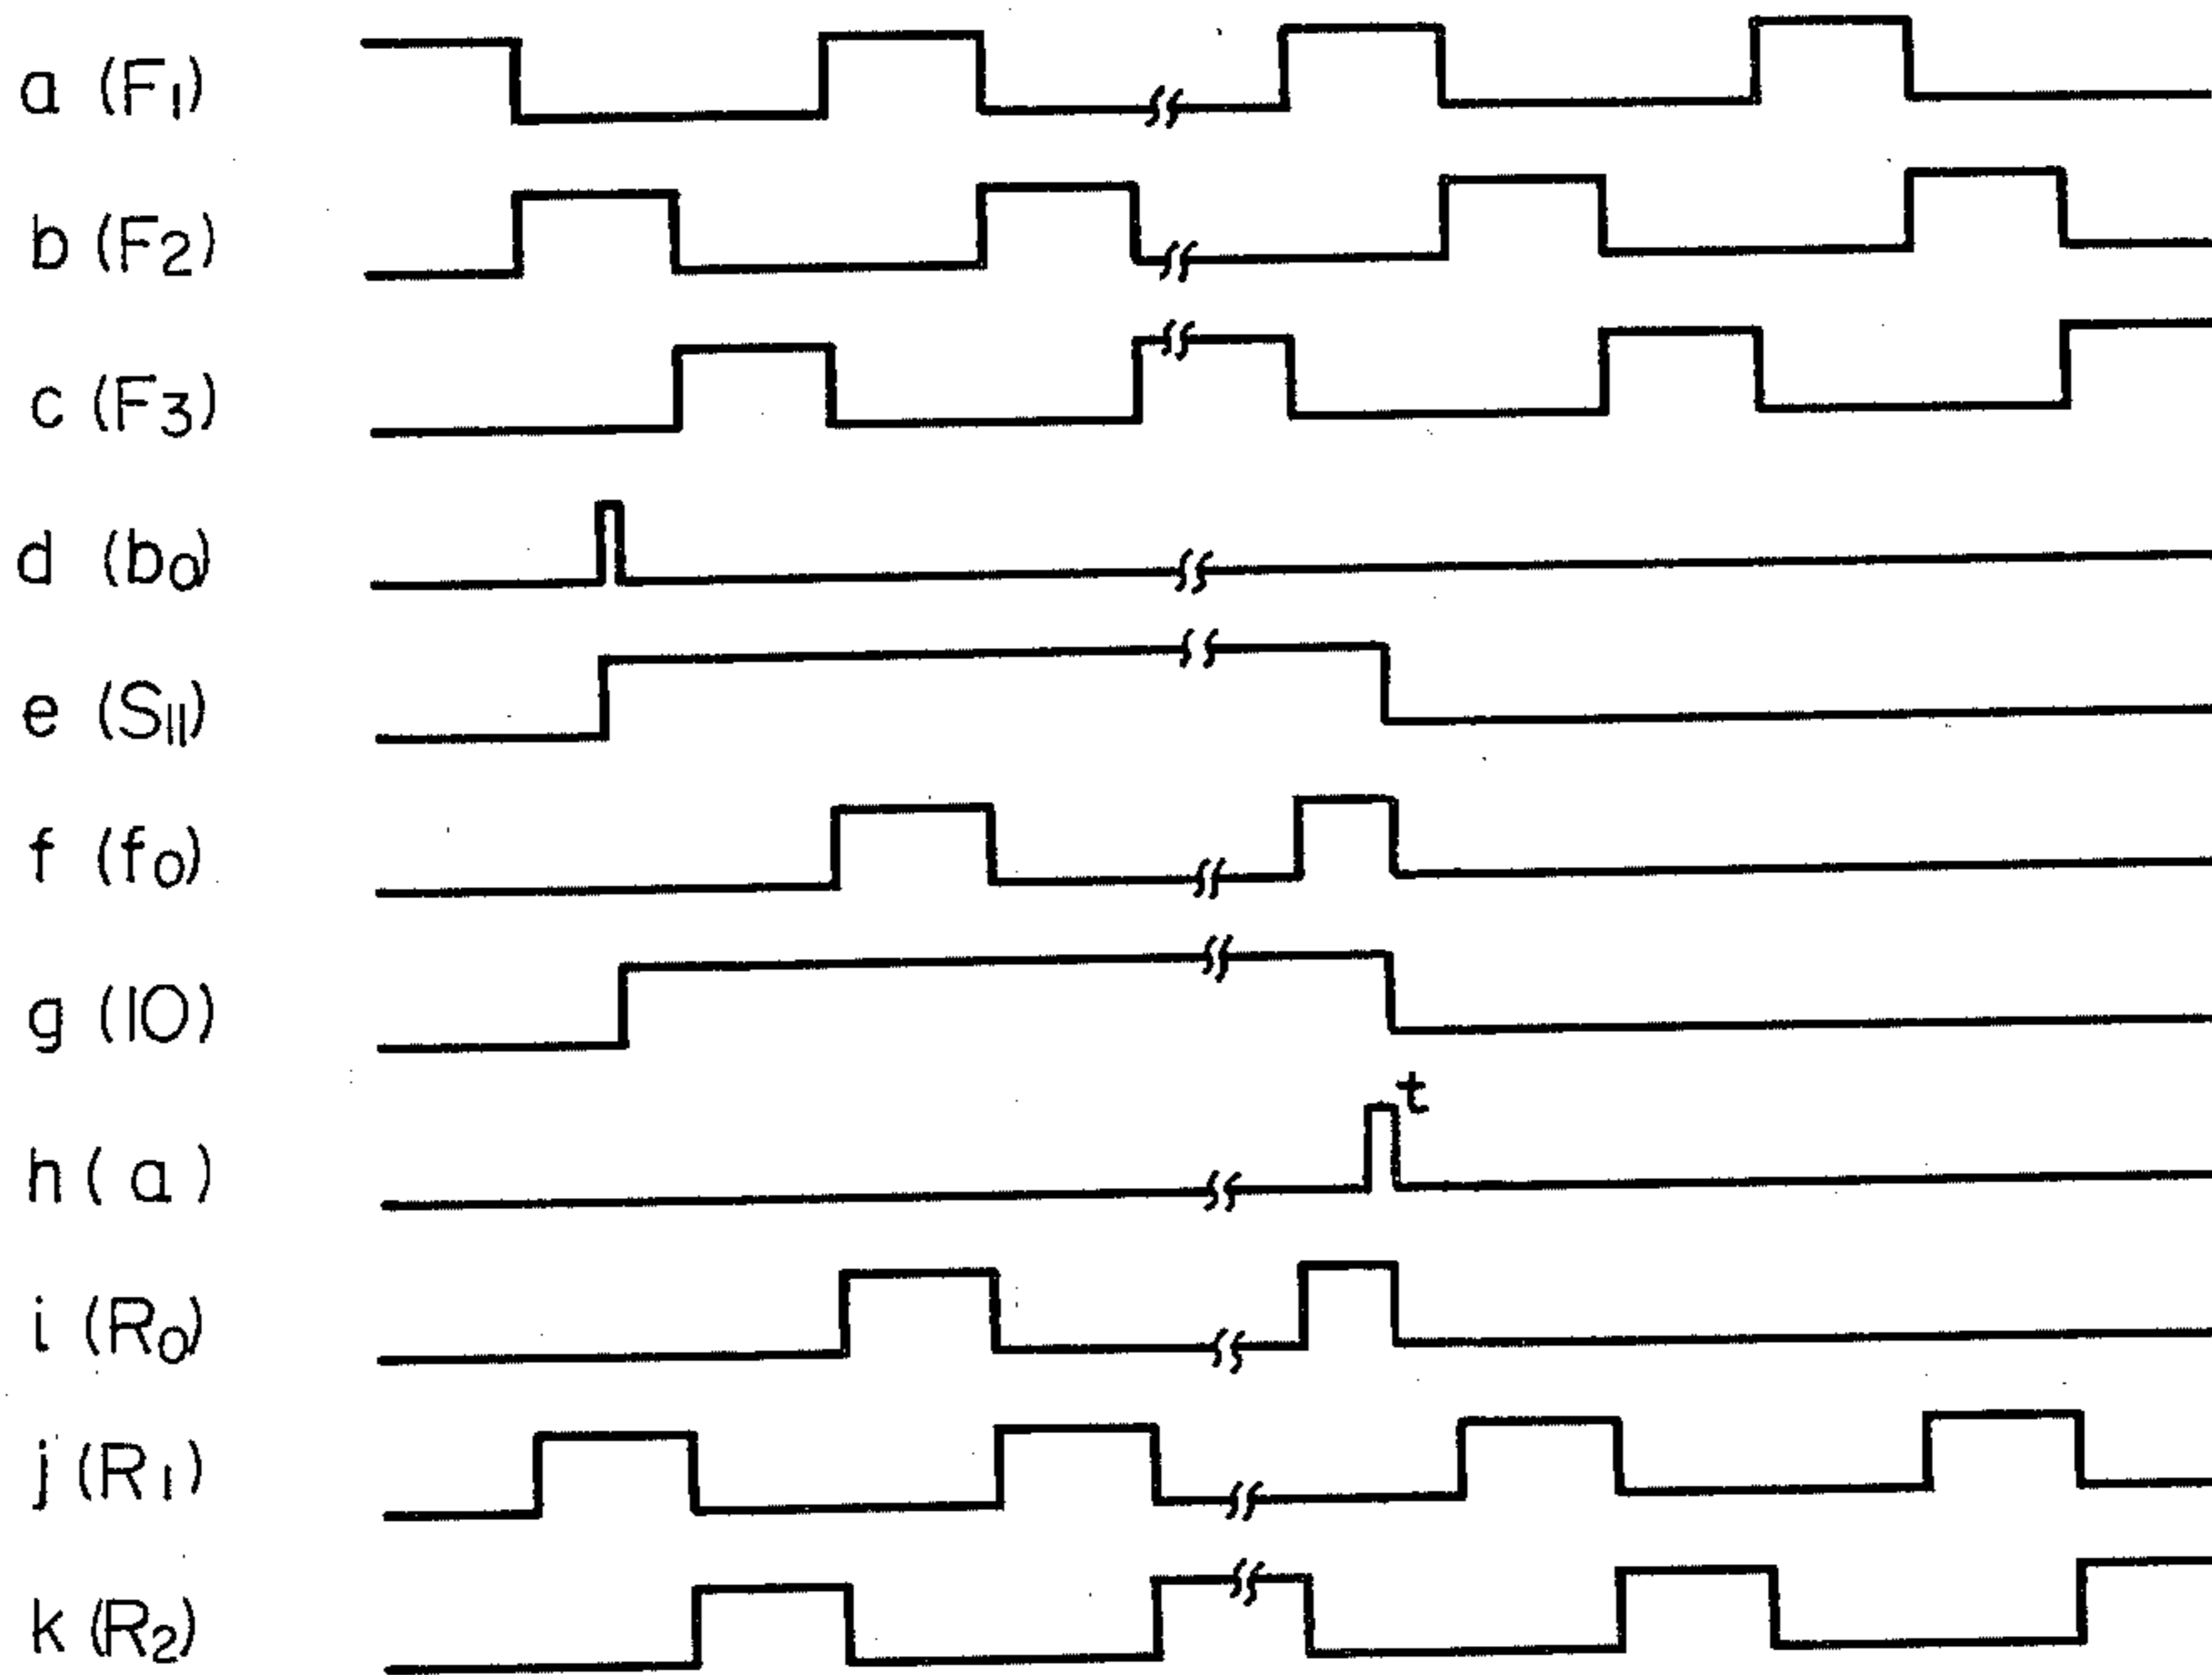 a (F1)
b (F2)
c (F3)
d (b0)
e (S11)
f (f0)
g (10)
t
h (a)
i (R0)
j (R1)
k (R2)